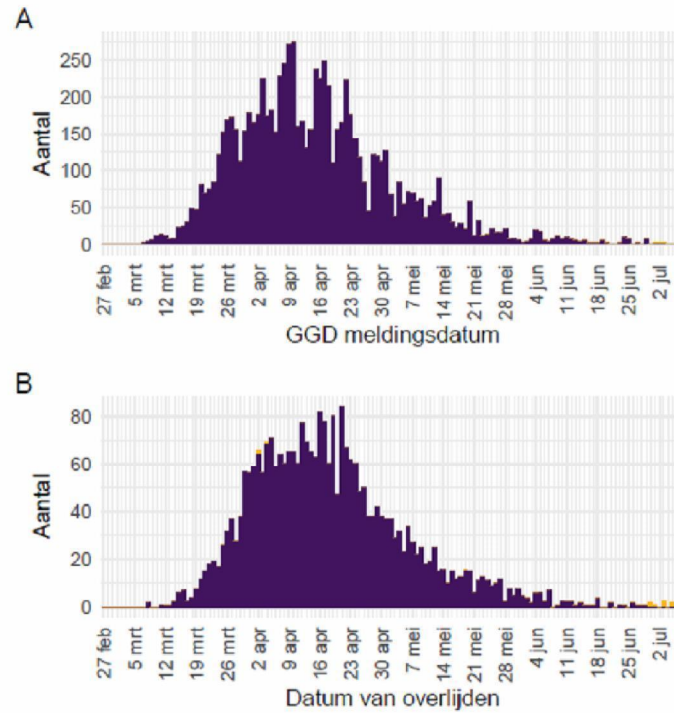 A
250
200
150
100
50
0
Aantal
27 feb
5 mrt
12 mrt
19 mrt
26 mrt
2 apr
9 apr
16 apr
23 apr
30 apr
7 mei
14 mei
21 mei
28 mei
4 jun
11 jun
18 jun
25 jun
2 jul
GGD meldingsdatum
B
80
60
40
20
0
Aantal
27 feb
5 mrt
12 mrt
19 mrt
26 mrt
2 apr
9 apr
16 apr
23 apr
30 apr
7 mei
14 mei
21 mei
28 mei
4 jun
11 jun
18 jun
25 jun
2 jul
Datum van overlijden